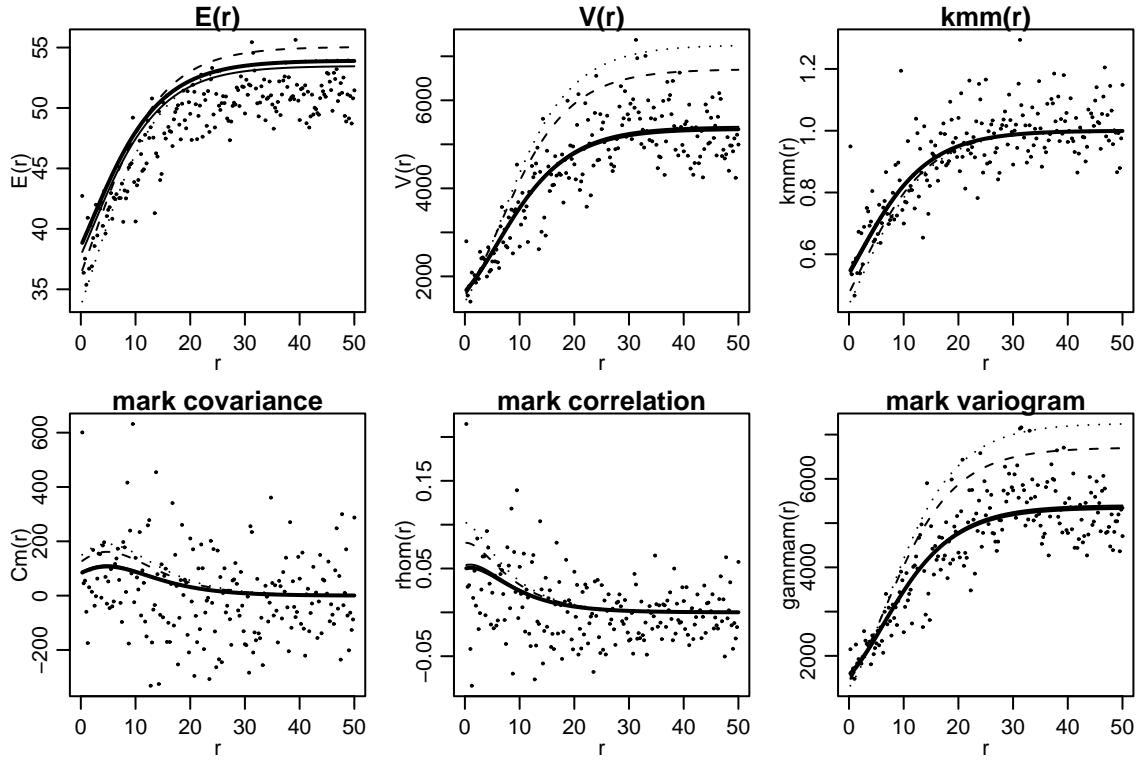 E(r)
E(r)
35 40 45 50 55
0 10 20 30 40 50
r
V(r)
V(r)
2000 4000 6000
0 10 20 30 40 50
r
kmm(r)
kmm(r)
0.6 0.8 1.0 1.2
0 10 20 30 40 50
r
mark covariance
Cm(r)
−200 0 200 400 600
0 10 20 30 40 50
r
mark correlation
rhom(r)
−0.05 0.05 0.15
0 10 20 30 40 50
r
mark variogram
gammam(r)
2000 4000 6000
0 10 20 30 40 50
r